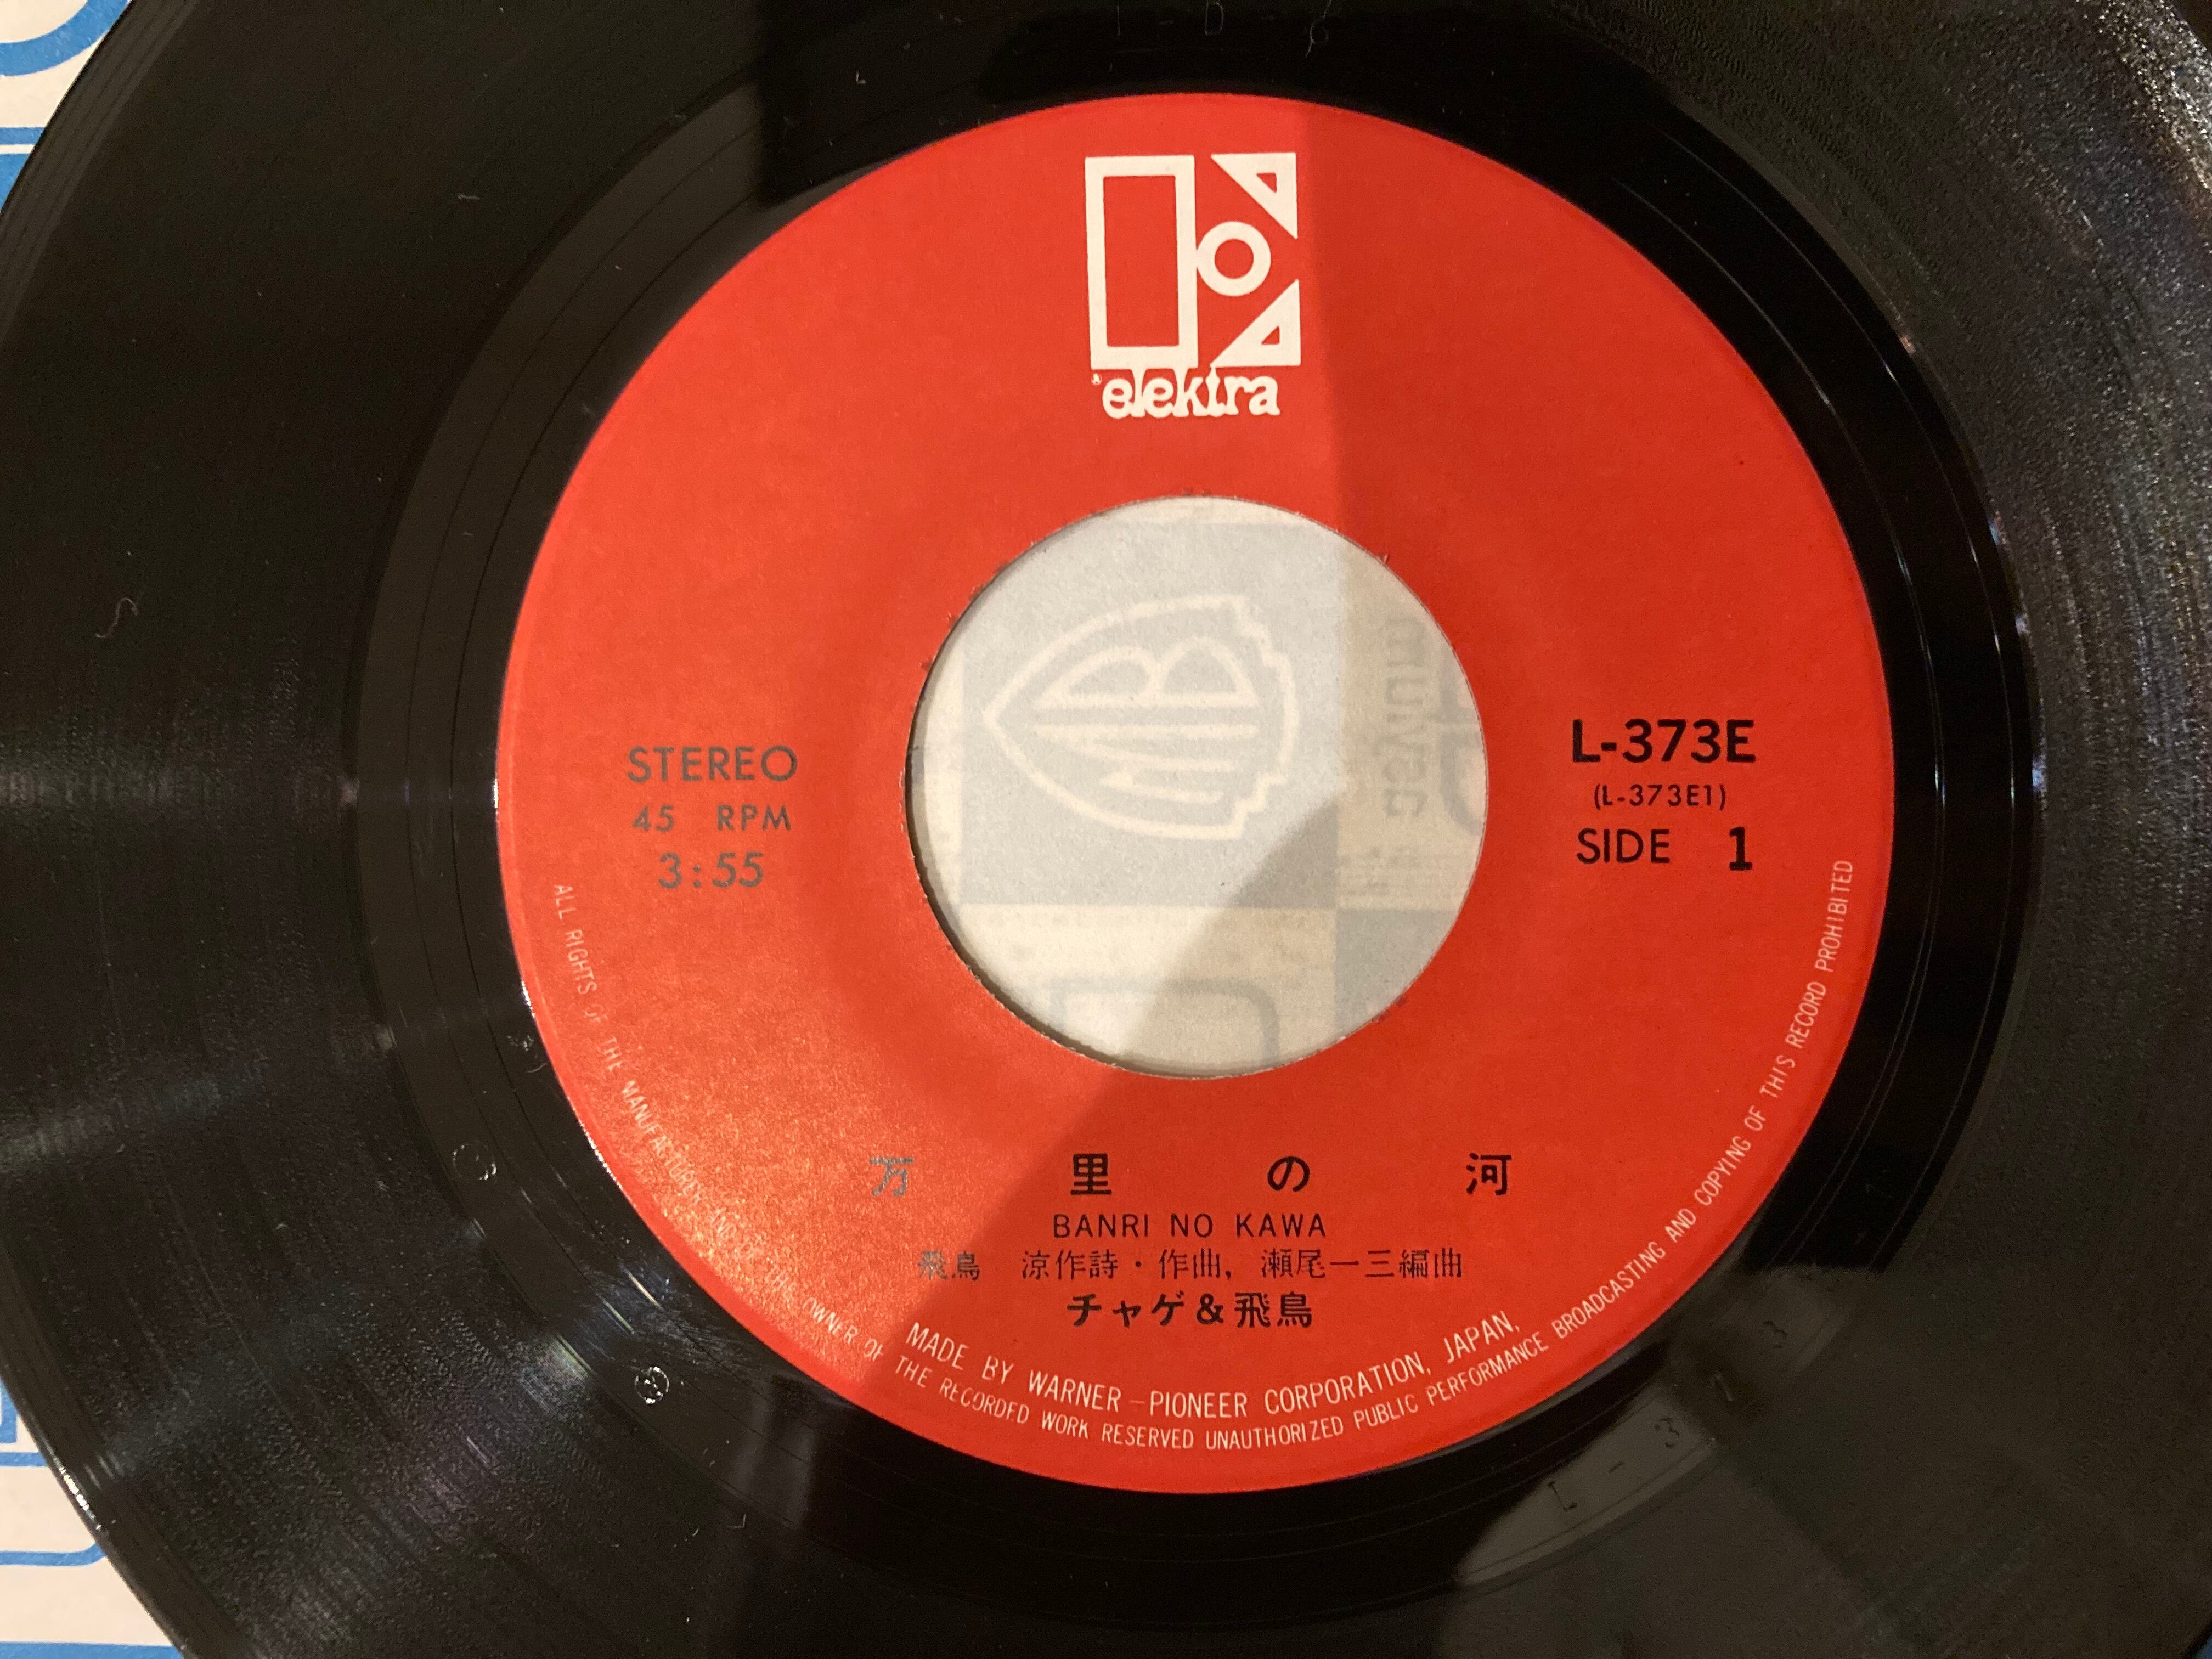 elektra
STEREO
45 RPM
3:55
L-373E
(L-373E1)
SIDE 1
万里の河
BANRI NO KAWA
飛鳥 涼作詩・作曲, 瀬尾一三編曲
チャゲ&飛鳥
MADE BY WARNER-PIONEER CORPORATION, JAPAN,
ALL RIGHTS OF THE MANUFACTURER AND OF THE OWNER OF THE RECORDED WORK RESERVED UNAUTHORIZED PUBLIC PERFORMANCE BROADCASTING AND COPYING OF THIS RECORD PROHIBITED
1-D-6